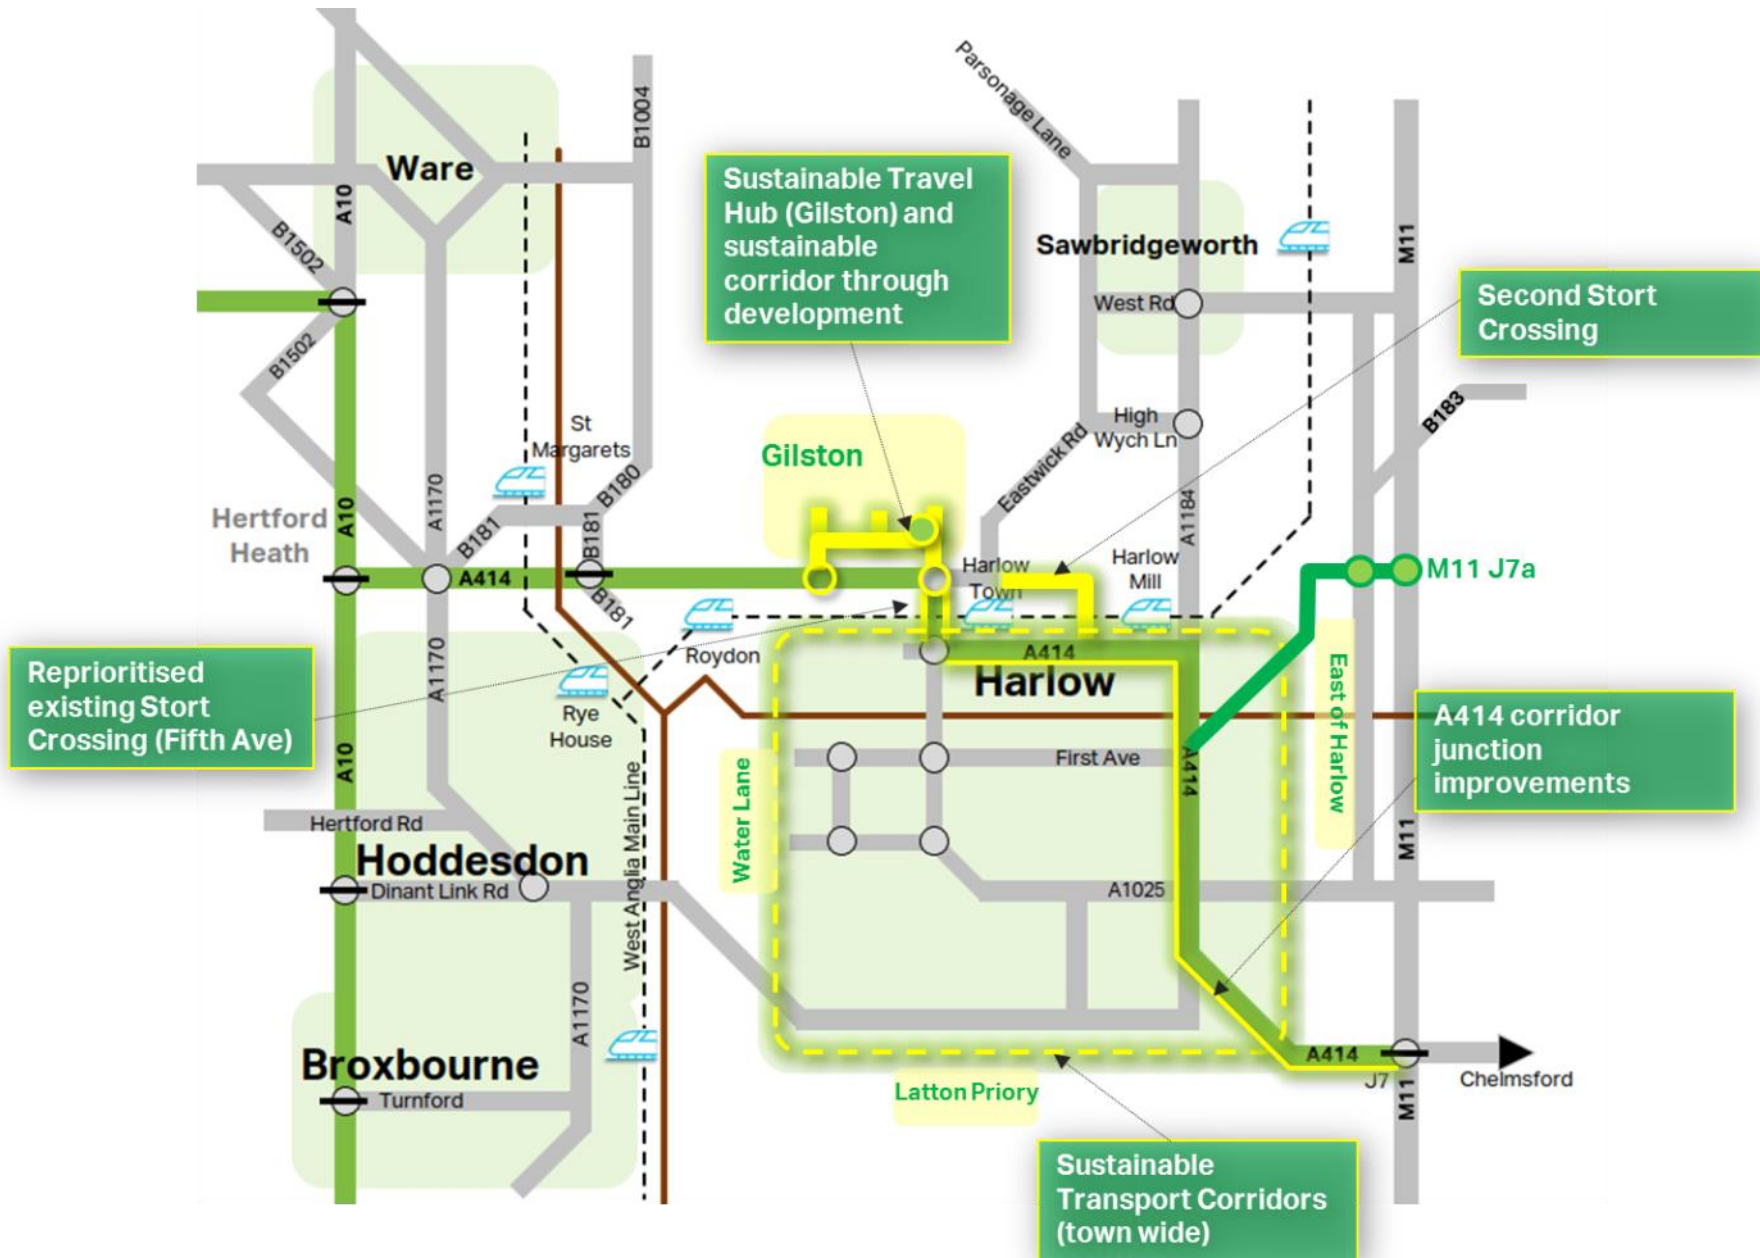 Parsonage Lane
B1004
Ware
A10
B1502
Sustainable Travel
Hub (Gilston) and
sustainable
corridor through
development
Sawbridgeworth
M11
West Rd
Second Stort
Crossing
B1502
St
Margarets
High
Wych Ln
B183
Gilston
Eastwick Rd
Hertford
Heath
A10
A1170
B181
B180
B181
A1184
A414
Harlow
Town
Harlow
Mill
M11 J7a
B181
Roydon
A414
Harlow
Reprioritised
existing Stort
Crossing (Fifth Ave)
A1170
Rye
House
East of Harlow
A414 corridor
junction
improvements
A10
West Anglia Main Line
Water Lane
First Ave
A414
Hertford Rd
M11
Hoddesdon
Dinant Link Rd
A1025
A1170
Broxbourne
Turnford
A414
J7
Chelmsford
M11
Latton Priory
Sustainable
Transport Corridors
(town wide)